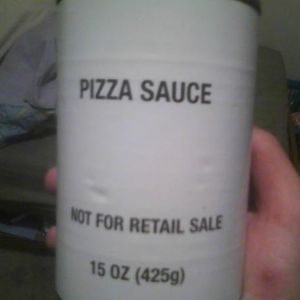 PIZZA SAUCE
NOT FOR RETAIL SALE
15 OZ (425g)